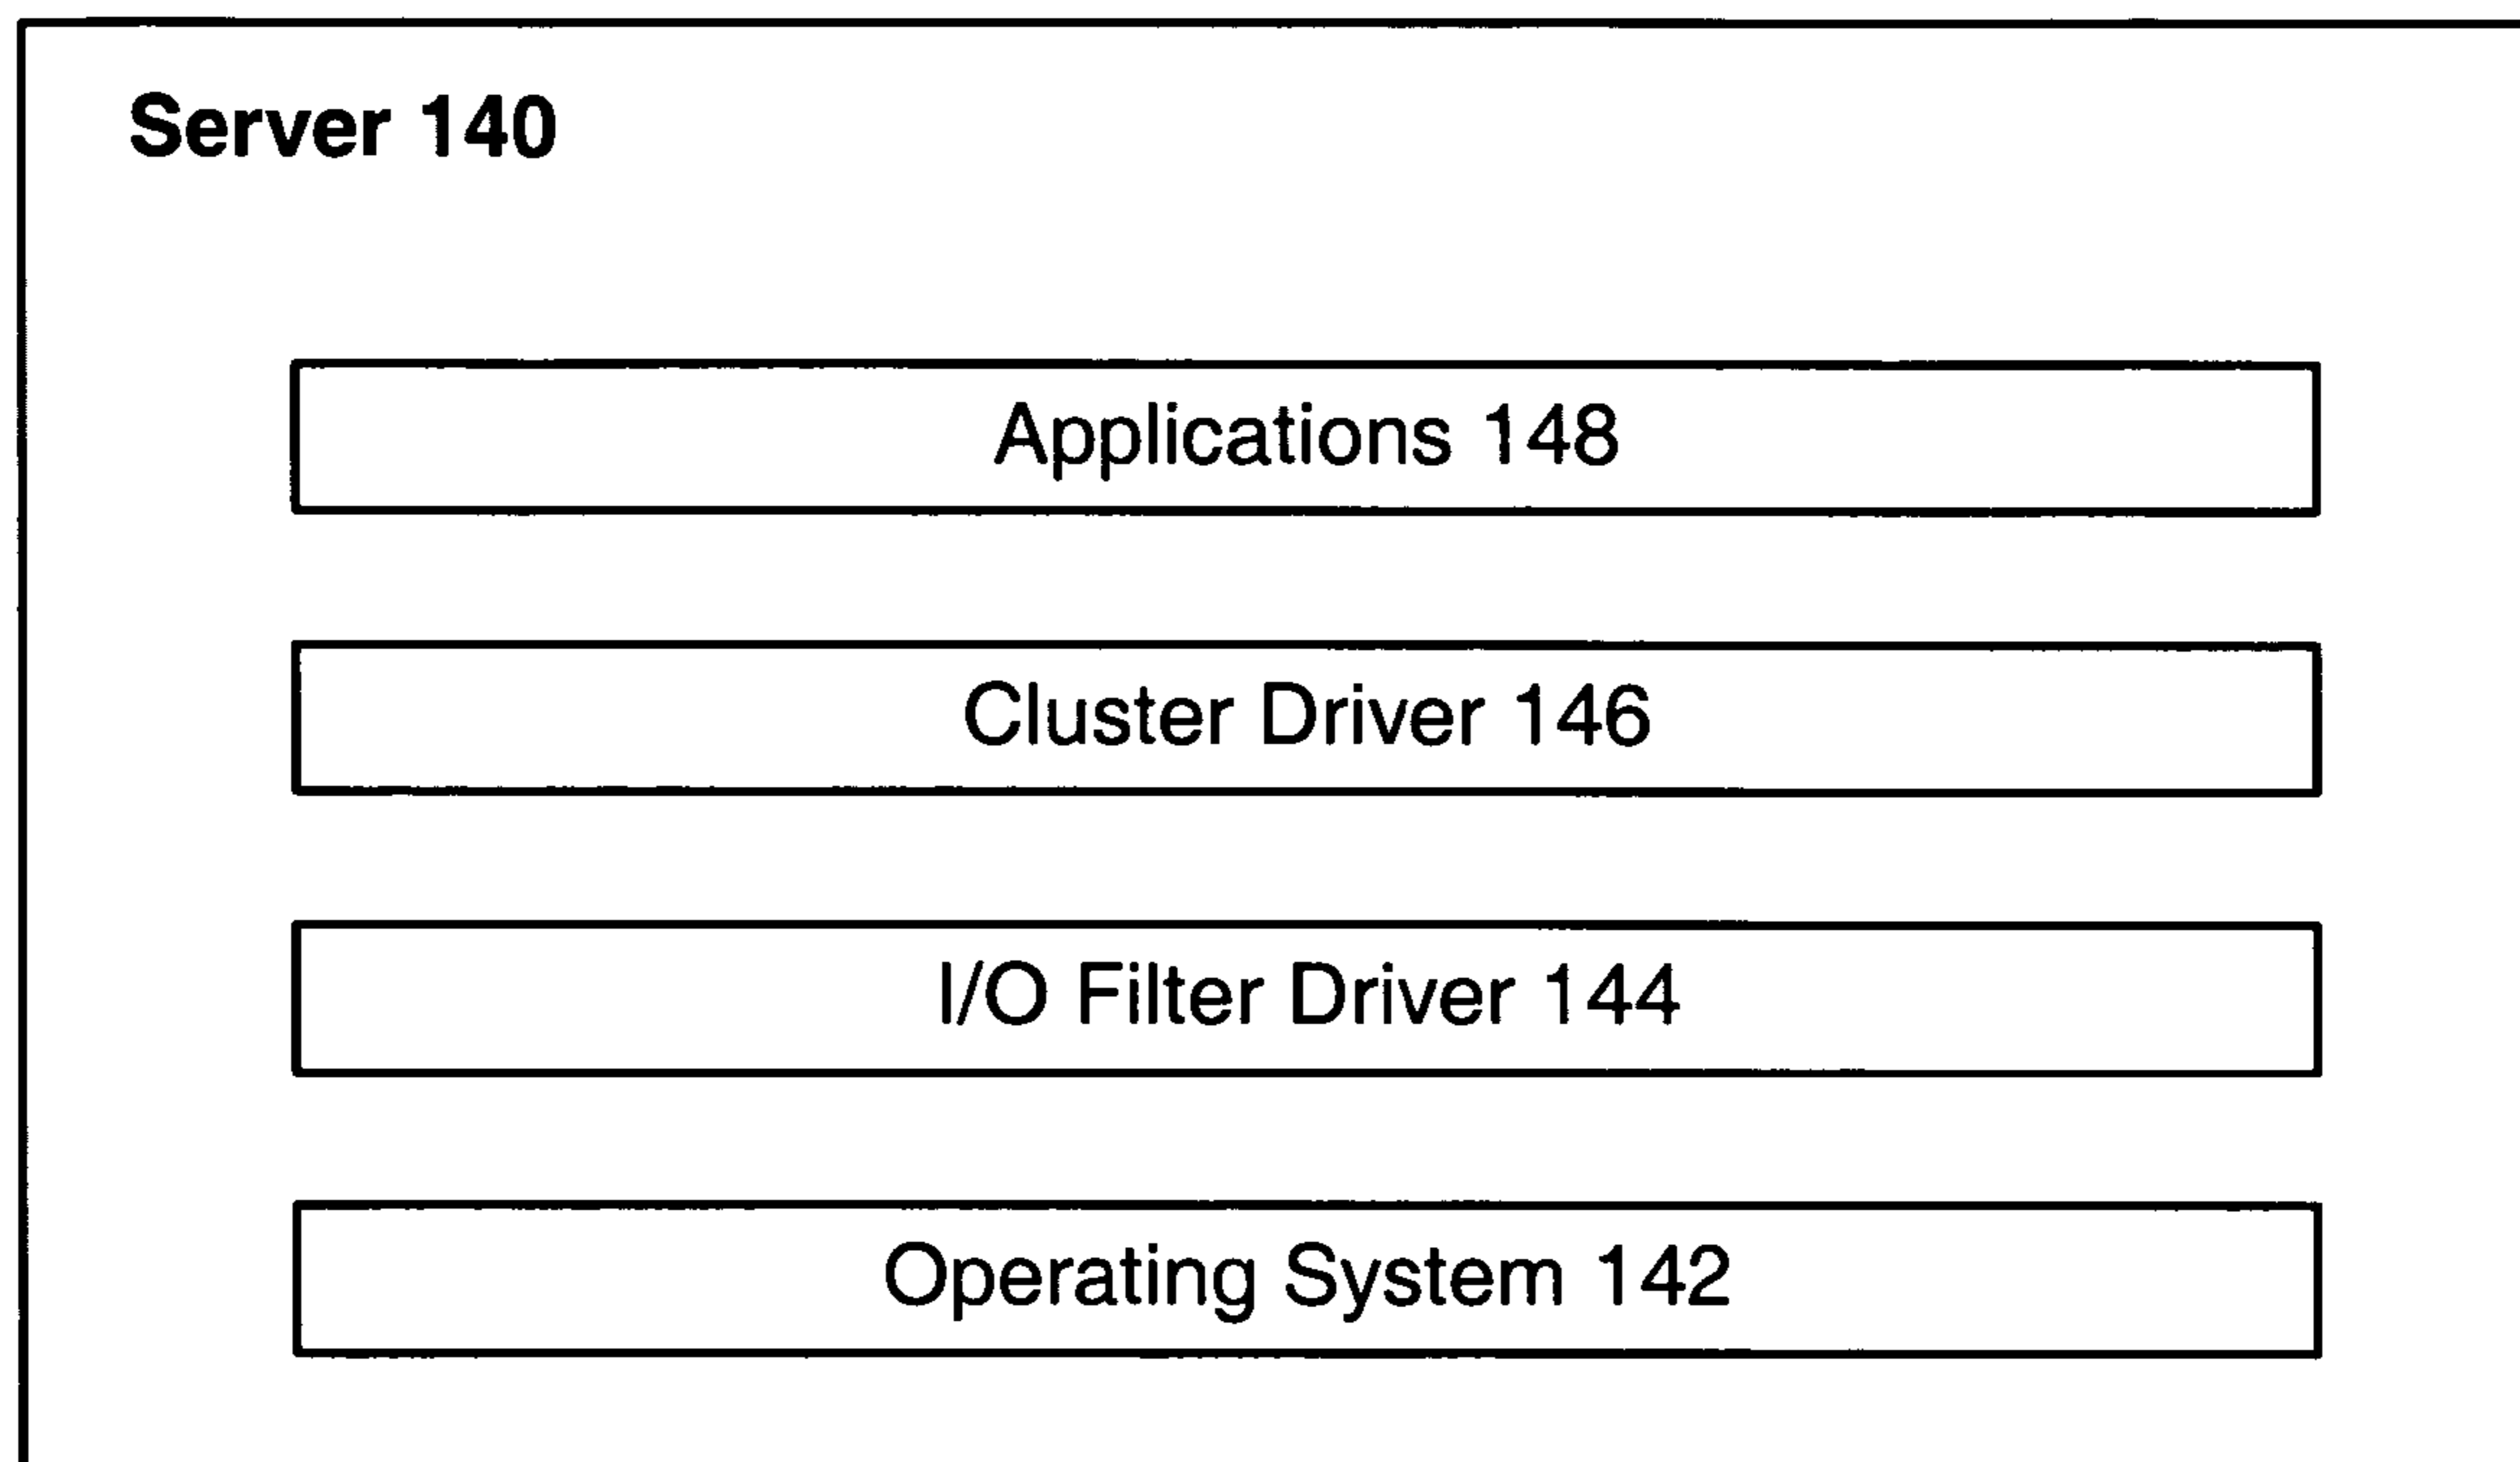 Server 140
Applications 148
Cluster Driver 146
I/O Filter Driver 144
Operating System 142